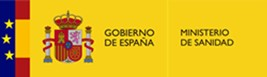 GOBIERNO
DE ESPAÑA
MINISTERIO
DE SANIDAD